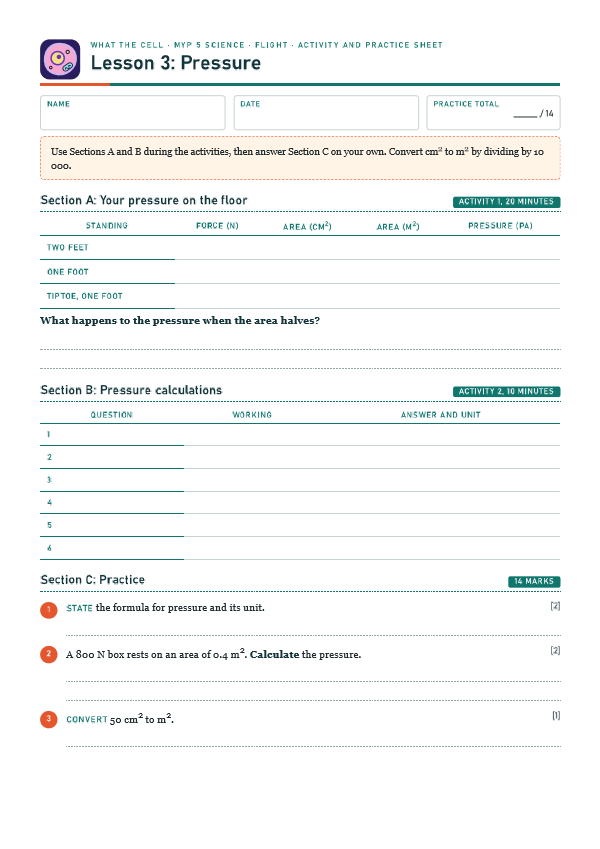 WHAT THE CELL · MYP 5 SCIENCE · FLIGHT · ACTIVITY AND PRACTICE SHEET
Lesson 3: Pressure
NAME
DATE
PRACTICE TOTAL
_____ / 14
Use Sections A and B during the activities, then answer Section C on your own. Convert cm² to m² by dividing by 10
000.
Section A: Your pressure on the floor
ACTIVITY 1, 20 MINUTES
STANDING FORCE (N) AREA (CM²) AREA (M²) PRESSURE (PA)
TWO FEET
ONE FOOT
TIPTOE, ONE FOOT
What happens to the pressure when the area halves?
Section B: Pressure calculations
ACTIVITY 2, 10 MINUTES
QUESTION WORKING ANSWER AND UNIT
1
2
3
4
5
6
Section C: Practice
14 MARKS
1 STATE the formula for pressure and its unit. [2]
2 A 800 N box rests on an area of 0.4 m². Calculate the pressure. [2]
3 CONVERT 50 cm² to m². [1]